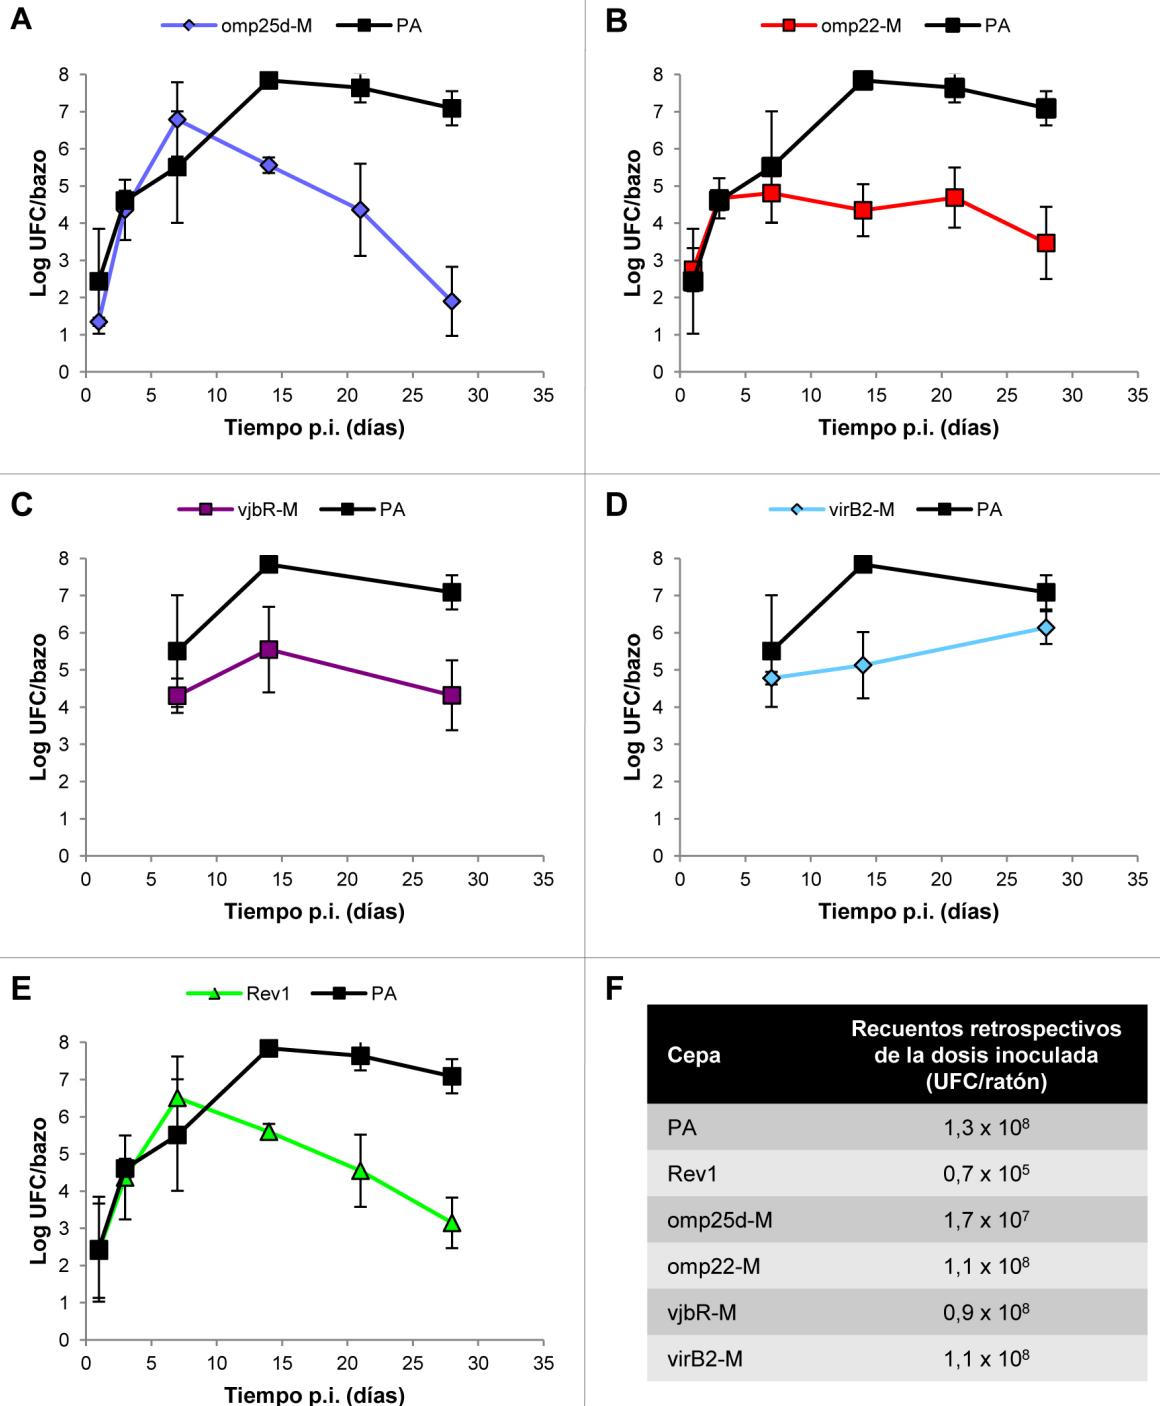 A
omp25d-M PA
8
7
6
5
4
3
2
1
0
Log UFC/bazo
0 5 10 15 20 25 30 35
Tiempo p.i. (días)
B
omp22-M PA
8
7
6
5
4
3
2
1
0
Log UFC/bazo
0 5 10 15 20 25 30 35
Tiempo p.i. (días)
C
vjbR-M PA
8
7
6
5
4
3
2
1
0
Log UFC/bazo
0 5 10 15 20 25 30 35
Tiempo p.i. (días)
D
virB2-M PA
8
7
6
5
4
3
2
1
0
Log UFC/bazo
0 5 10 15 20 25 30 35
Tiempo p.i. (días)
E
Rev1 PA
8
7
6
5
4
3
2
1
0
Log UFC/bazo
0 5 10 15 20 25 30 35
Tiempo p.i. (días)
F
Cepa
Recuentos retrospectivos
de la dosis inoculada
(UFC/ratón)
PA 1,3 x 10⁸
Rev1 0,7 x 10⁵
omp25d-M 1,7 x 10⁷
omp22-M 1,1 x 10⁸
vjbR-M 0,9 x 10⁸
virB2-M 1,1 x 10⁸